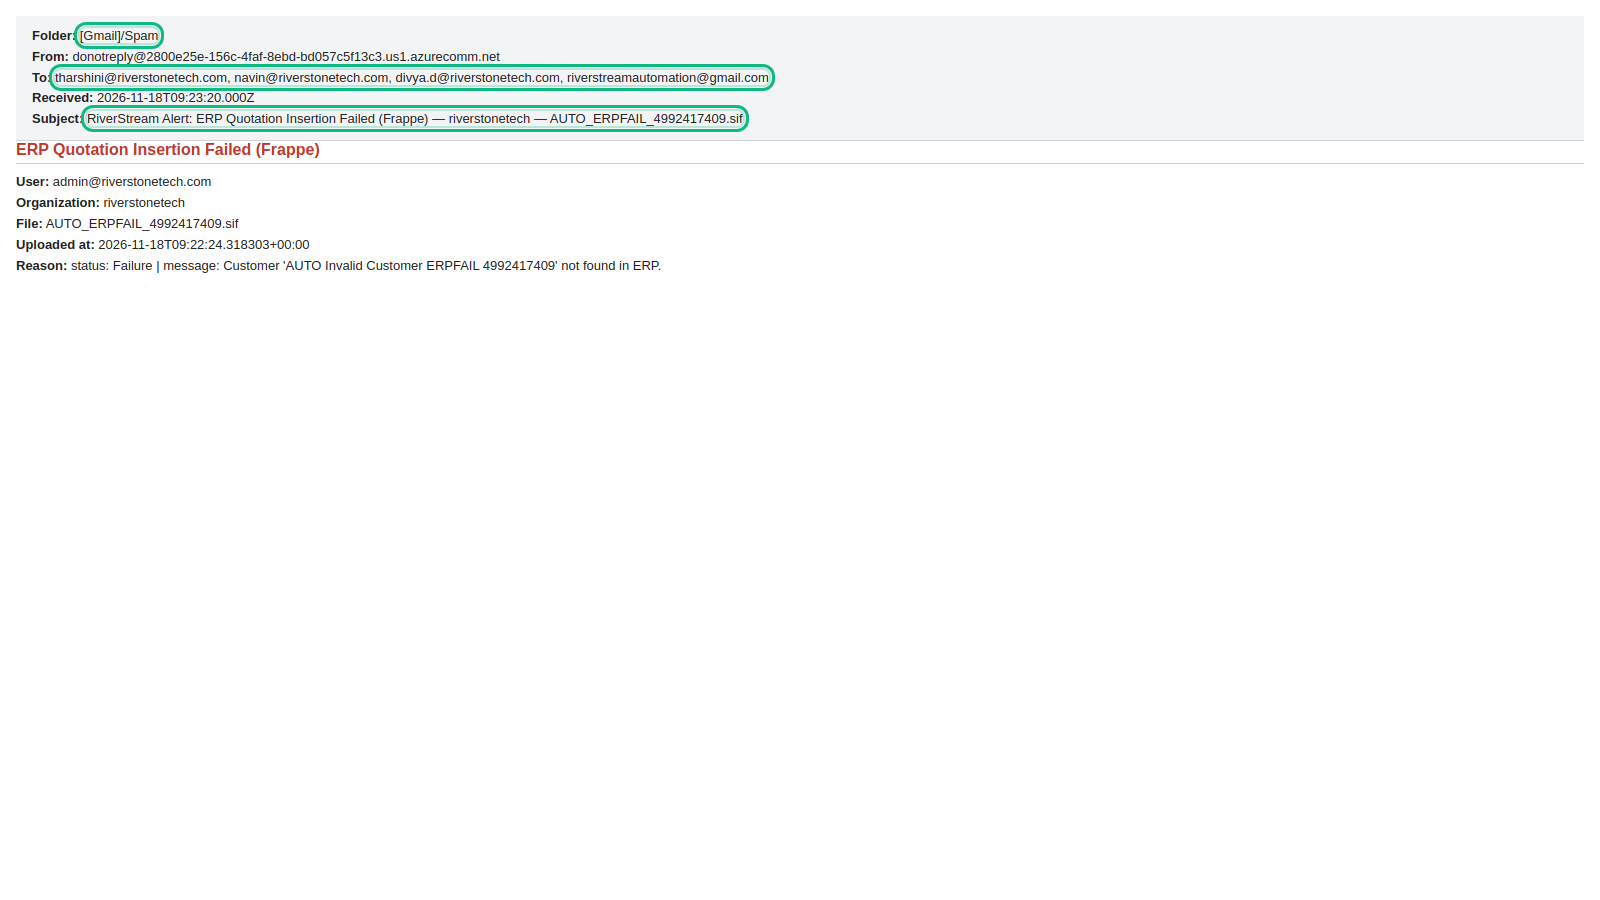 Folder: [Gmail]/Spam
From: donotreply@2800e25e-156c-4faf-8ebd-bd057c5f13c3.us1.azurecomm.net
To: tharshini@riverstonetech.com, navin@riverstonetech.com, divya.d@riverstonetech.com, riverstreamautomation@gmail.com
Received: 2026-11-18T09:23:20.000Z
Subject: RiverStream Alert: ERP Quotation Insertion Failed (Frappe) — riverstonetech — AUTO_ERPFAIL_4992417409.sif
ERP Quotation Insertion Failed (Frappe)
User: admin@riverstonetech.com
Organization: riverstonetech
File: AUTO_ERPFAIL_4992417409.sif
Uploaded at: 2026-11-18T09:22:24.318303+00:00
Reason: status: Failure | message: Customer 'AUTO Invalid Customer ERPFAIL 4992417409' not found in ERP.